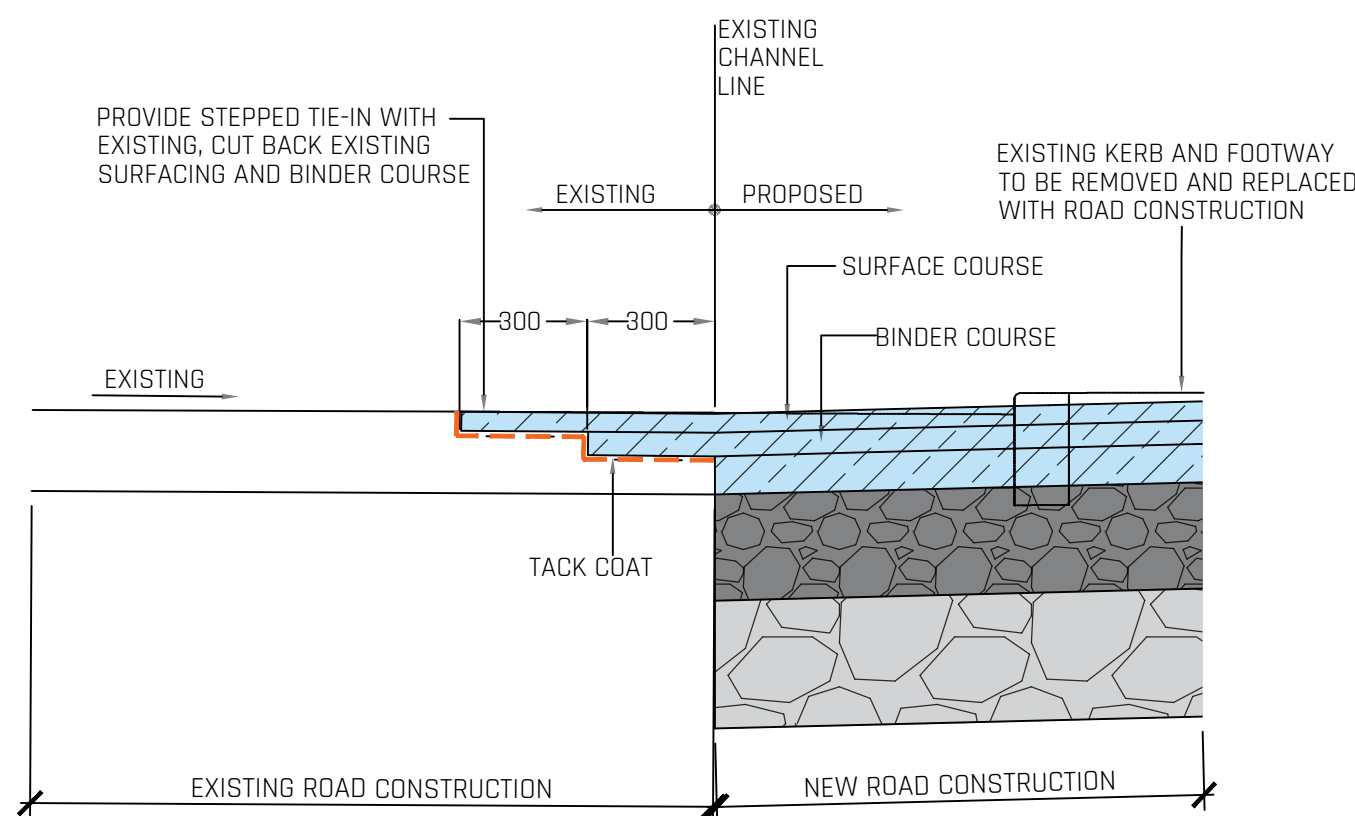 EXISTING
CHANNEL
LINE
PROVIDE STEPPED TIE-IN WITH
EXISTING, CUT BACK EXISTING
SURFACING AND BINDER COURSE
EXISTING KERB AND FOOTWAY
TO BE REMOVED AND REPLACED
WITH ROAD CONSTRUCTION
EXISTING
PROPOSED
SURFACE COURSE
300
300
BINDER COURSE
EXISTING
TACK COAT
EXISTING ROAD CONSTRUCTION
NEW ROAD CONSTRUCTION